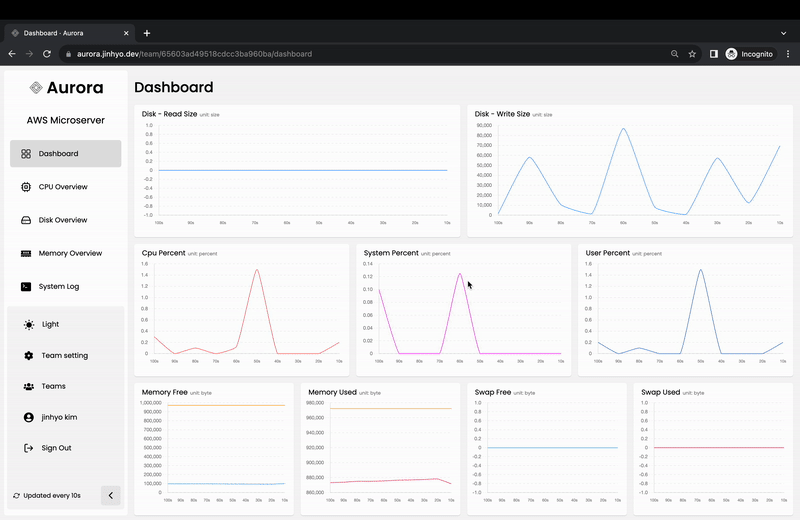 Dashboard - Aurora
aurora.jinhyo.dev/team/65603ad49518cdcc3ba960ba/dashboard
Incognito
Aurora
AWS Microserver
Dashboard
CPU Overview
Disk Overview
Memory Overview
System Log
Light
Team setting
Teams
jinhyo kim
Sign Out
Updated every 10s
Dashboard
Disk - Read Size unit: size
1.0
0.8
0.6
0.4
0.2
0
-0.2
-0.4
-0.6
-0.8
-1.0
100s 90s 80s 70s 60s 50s 40s 30s 20s 10s
Disk - Write Size unit: size
90,000
80,000
70,000
60,000
50,000
40,000
30,000
20,000
10,000
0
100s 90s 80s 70s 60s 50s 40s 30s 20s 10s
Cpu Percent unit: percent
1.6
1.4
1.2
1.0
0.8
0.6
0.4
0.2
0
100s 90s 80s 70s 60s 50s 40s 30s 20s 10s
System Percent unit: percent
0.14
0.12
0.10
0.08
0.06
0.04
0.02
0
100s 90s 80s 70s 60s 50s 40s 30s 20s 10s
User Percent unit: percent
1.6
1.4
1.2
1.0
0.8
0.6
0.4
0.2
0
100s 90s 80s 70s 60s 50s 40s 30s 20s 10s
Memory Free unit: byte
1,000,000
900,000
800,000
700,000
600,000
500,000
400,000
300,000
200,000
100,000
0
100s 90s 80s 70s 60s 50s 40s 30s 20s 10s
Memory Used unit: byte
980,000
960,000
940,000
920,000
900,000
880,000
860,000
100s 90s 80s 70s 60s 50s 40s 30s 20s 10s
Swap Free unit: byte
1.0
0.8
0.6
0.4
0.2
0
-0.2
-0.4
-0.6
-0.8
-1.0
100s 90s 80s 70s 60s 50s 40s 30s 20s 10s
Swap Used unit: byte
1.0
0.8
0.6
0.4
0.2
0
-0.2
-0.4
-0.6
-0.8
-1.0
100s 90s 80s 70s 60s 50s 40s 30s 20s 10s